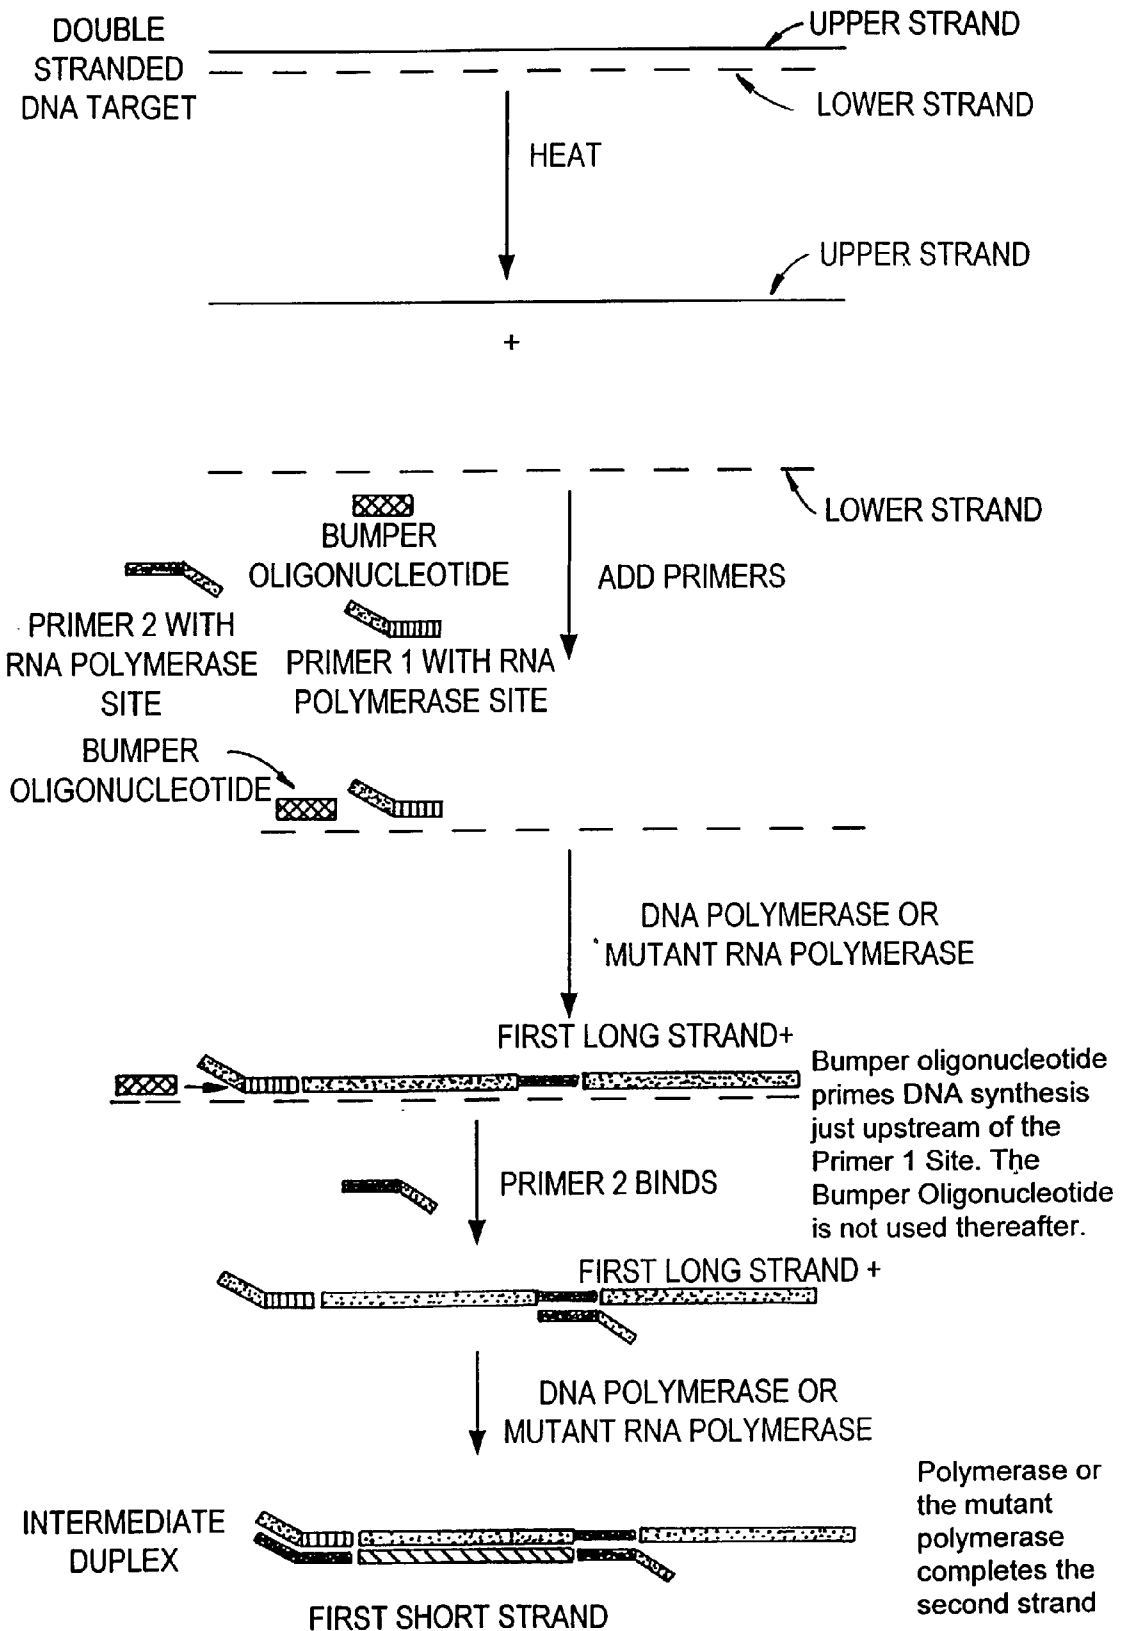 DOUBLE
STRANDED
DNA TARGET
UPPER STRAND
LOWER STRAND
HEAT
UPPER STRAND
+
LOWER STRAND
BUMPER
OLIGONUCLEOTIDE
ADD PRIMERS
PRIMER 2 WITH
RNA POLYMERASE
SITE
PRIMER 1 WITH RNA
POLYMERASE SITE
BUMPER
OLIGONUCLEOTIDE
DNA POLYMERASE OR
MUTANT RNA POLYMERASE
FIRST LONG STRAND+
Bumper oligonucleotide
primes DNA synthesis
just upstream of the
Primer 1 Site. The
Bumper Oligonucleotide
is not used thereafter.
PRIMER 2 BINDS
FIRST LONG STRAND +
DNA POLYMERASE OR
MUTANT RNA POLYMERASE
INTERMEDIATE
DUPLEX
Polymerase or
the mutant
polymerase
completes the
second strand
FIRST SHORT STRAND